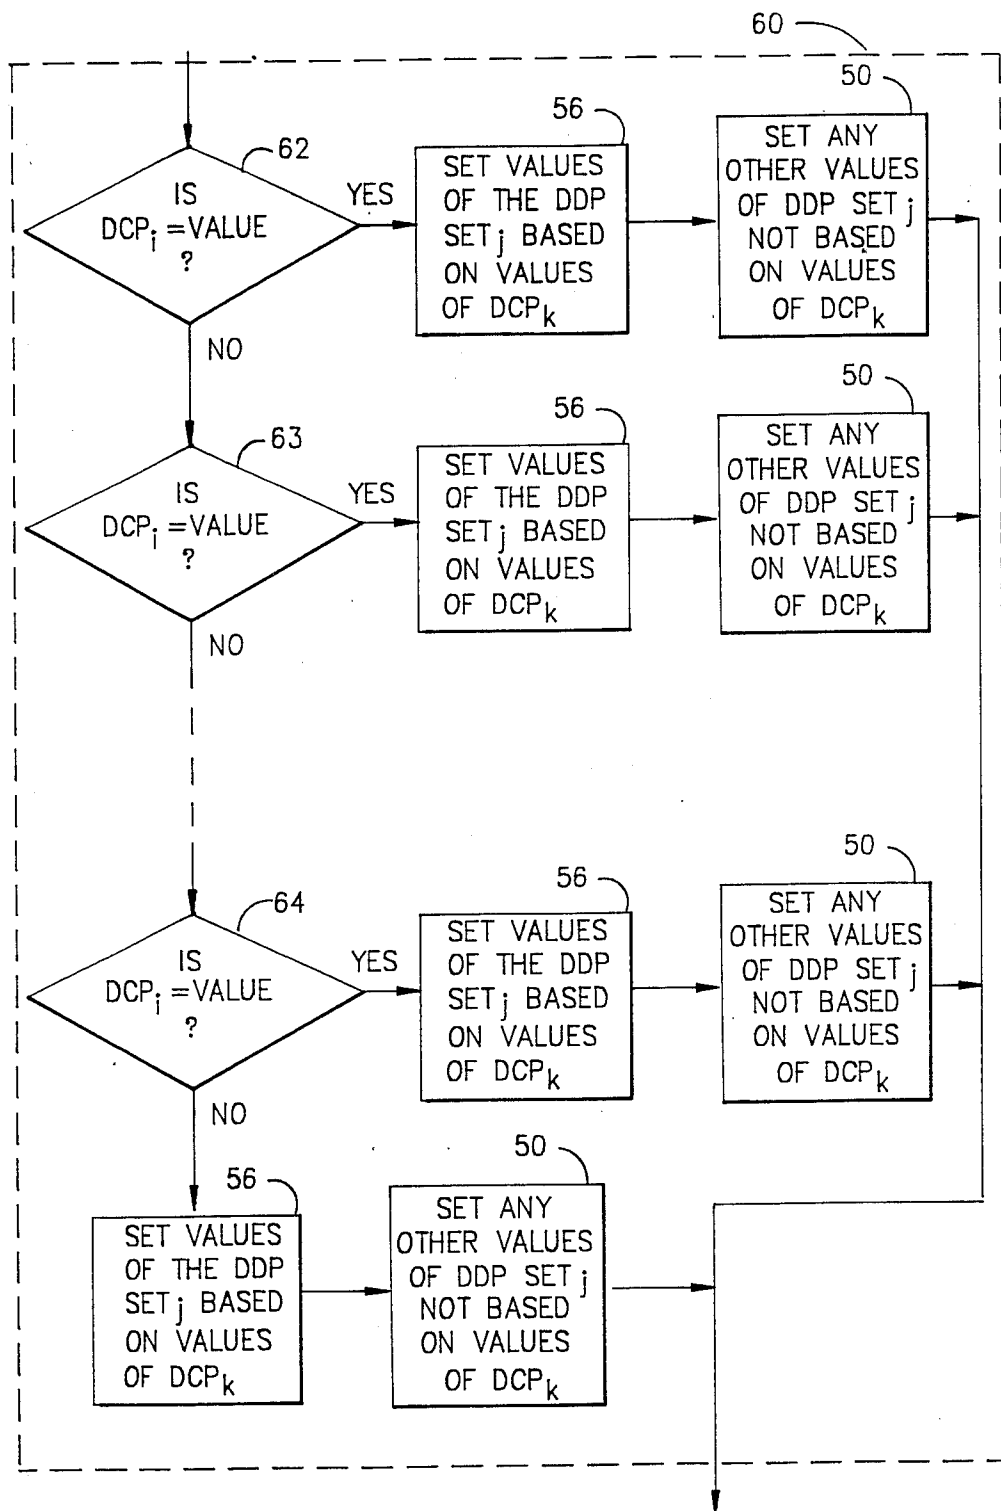 60
62
IS
DCPi =VALUE
?
YES
NO
56
SET VALUES
OF THE DDP
SETj BASED
ON VALUES
OF DCPk
50
SET ANY
OTHER VALUES
OF DDP SETj
NOT BASED
ON VALUES
OF DCPk
63
IS
DCPi =VALUE
?
YES
NO
56
SET VALUES
OF THE DDP
SETj BASED
ON VALUES
OF DCPk
50
SET ANY
OTHER VALUES
OF DDP SETj
NOT BASED
ON VALUES
OF DCPk
64
IS
DCPi =VALUE
?
YES
NO
56
SET VALUES
OF THE DDP
SETj BASED
ON VALUES
OF DCPk
50
SET ANY
OTHER VALUES
OF DDP SETj
NOT BASED
ON VALUES
OF DCPk
56
SET VALUES
OF THE DDP
SETj BASED
ON VALUES
OF DCPk
50
SET ANY
OTHER VALUES
OF DDP SETj
NOT BASED
ON VALUES
OF DCPk